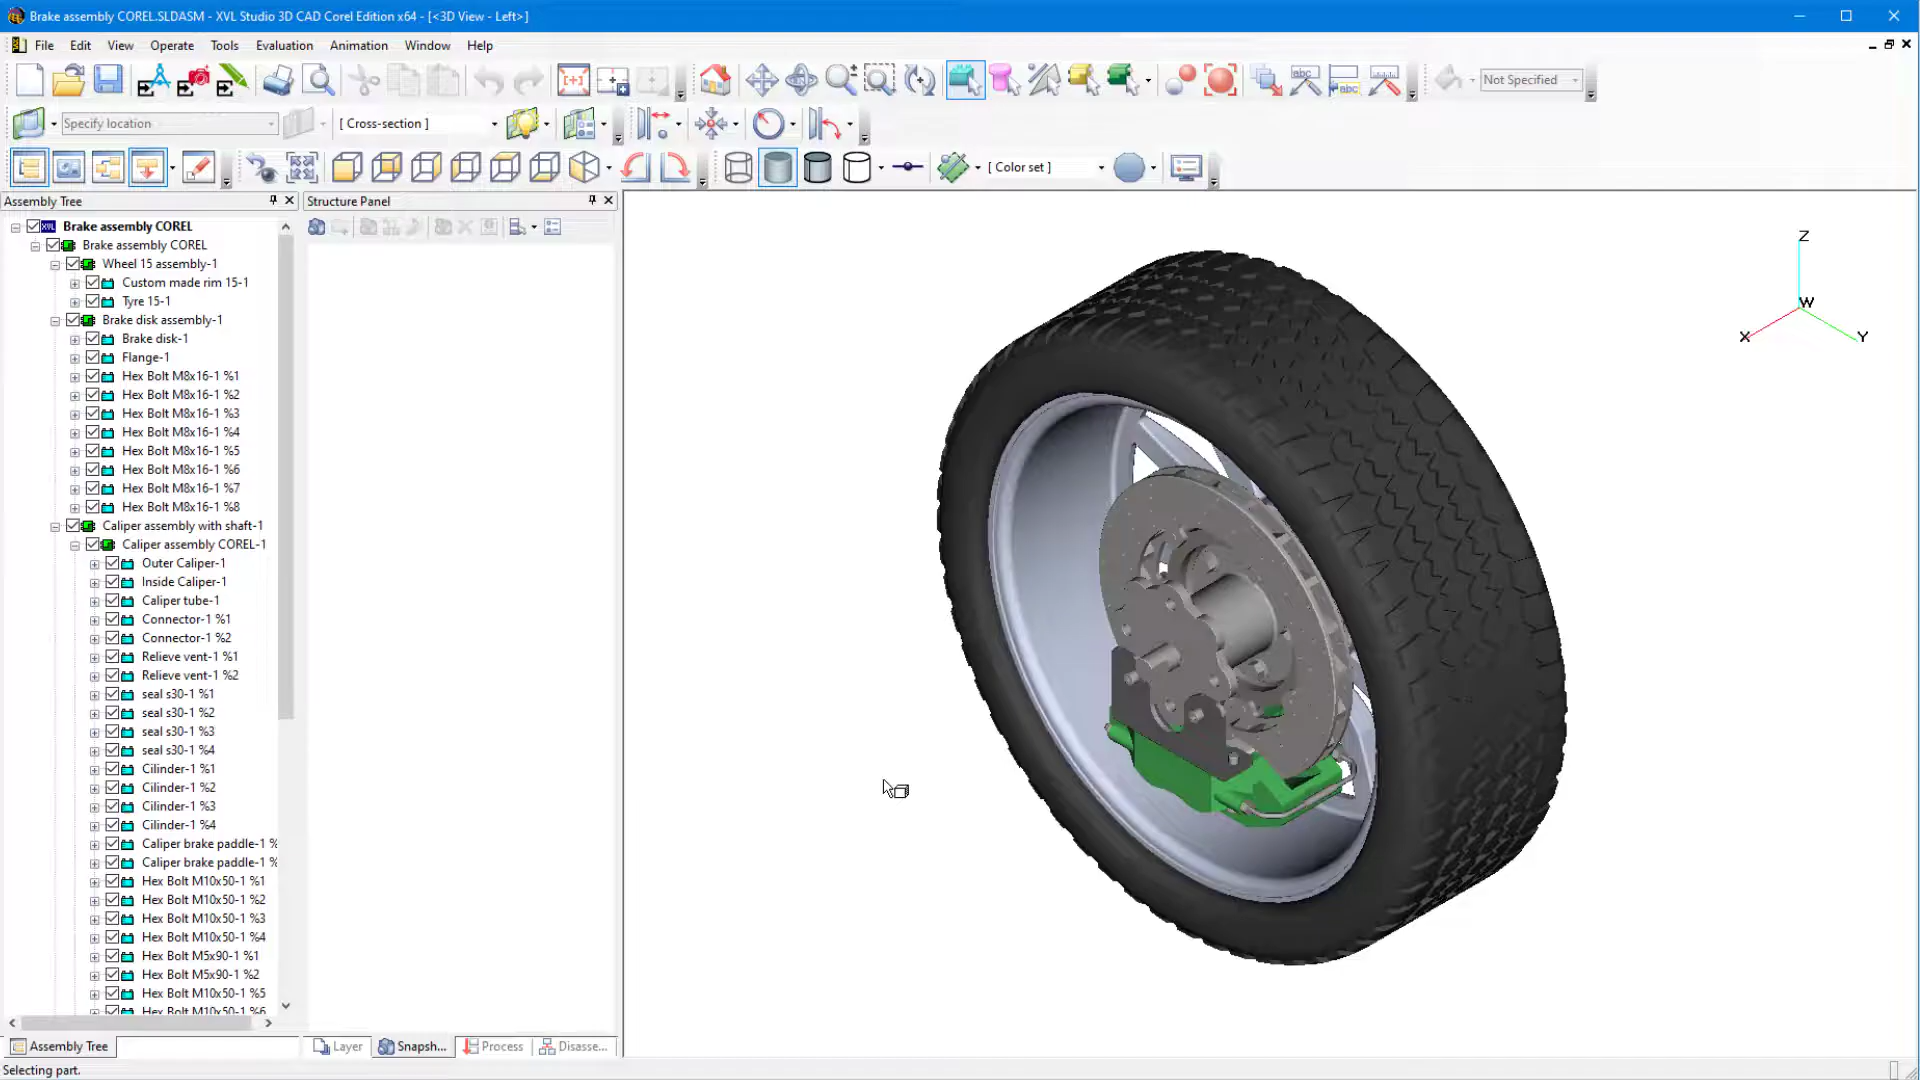 Brake assembly COREL.SLDASM - XVL Studio 3D CAD Corel Edition x64 - [<3D View - Left>]
File Edit View Operate Tools Evaluation Animation Window Help
abc
abc
Not Specified
Specify location
[ Cross-section ]
[ Color set ]
Assembly Tree
Structure Panel
XVL Brake assembly COREL
Brake assembly COREL
Wheel 15 assembly-1
Custom made rim 15-1
Tyre 15-1
Brake disk assembly-1
Brake disk-1
Flange-1
Hex Bolt M8x16-1 %1
Hex Bolt M8x16-1 %2
Hex Bolt M8x16-1 %3
Hex Bolt M8x16-1 %4
Hex Bolt M8x16-1 %5
Hex Bolt M8x16-1 %6
Hex Bolt M8x16-1 %7
Hex Bolt M8x16-1 %8
Caliper assembly with shaft-1
Caliper assembly COREL-1
Outer Caliper-1
Inside Caliper-1
Caliper tube-1
Connector-1 %1
Connector-1 %2
Relieve vent-1 %1
Relieve vent-1 %2
seal s30-1 %1
seal s30-1 %2
seal s30-1 %3
seal s30-1 %4
Cilinder-1 %1
Cilinder-1 %2
Cilinder-1 %3
Cilinder-1 %4
Caliper brake paddle-1 %
Caliper brake paddle-1 %
Hex Bolt M10x50-1 %1
Hex Bolt M10x50-1 %2
Hex Bolt M10x50-1 %3
Hex Bolt M10x50-1 %4
Hex Bolt M5x90-1 %1
Hex Bolt M5x90-1 %2
Hex Bolt M10x50-1 %5
Hex Bolt M10x50-1 %6
Z
W
X
Y
Assembly Tree
Layer
Snapsh...
Process
Disasse...
Selecting part.